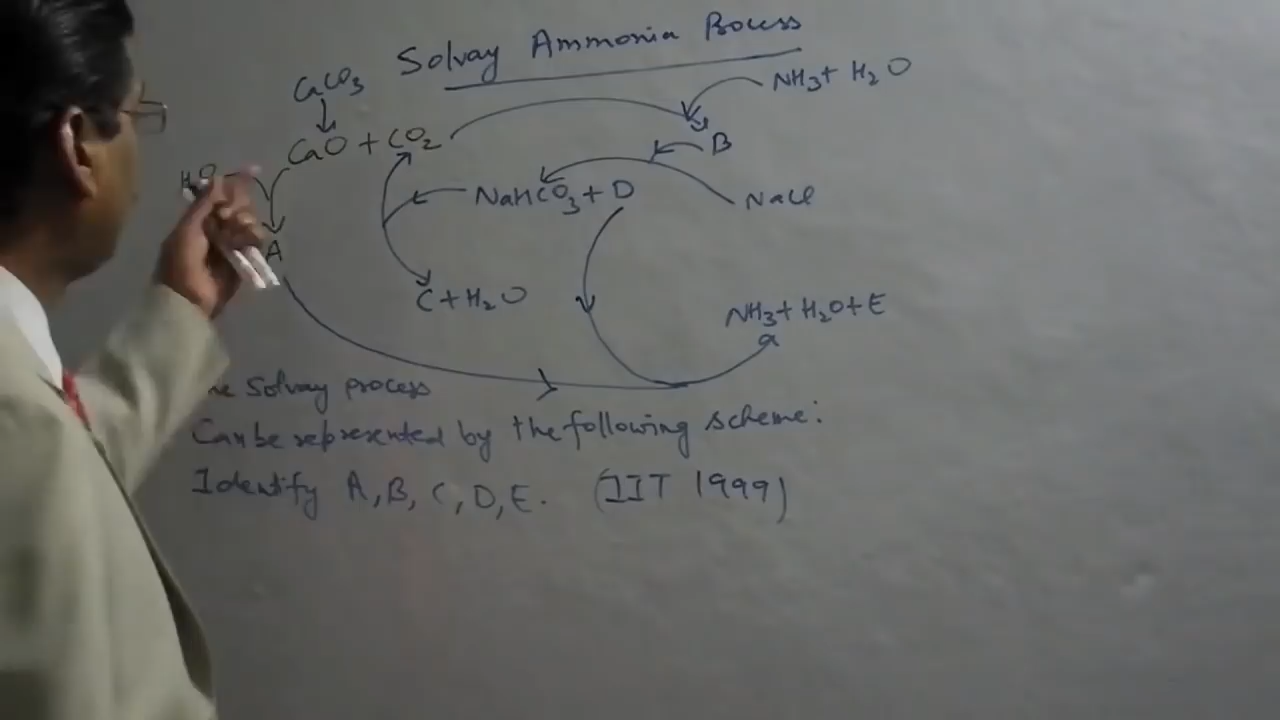 Solvay Ammonia Process
CaCO3
NH3 + H2O
CaO + CO2
B
H2O
NaHCO3 + D
NaCl
A
C + H2O
NH3 + H2O + E
Solvay process
Can be represented by the following scheme:
Identify A, B, C, D, E. (IIT 1999)